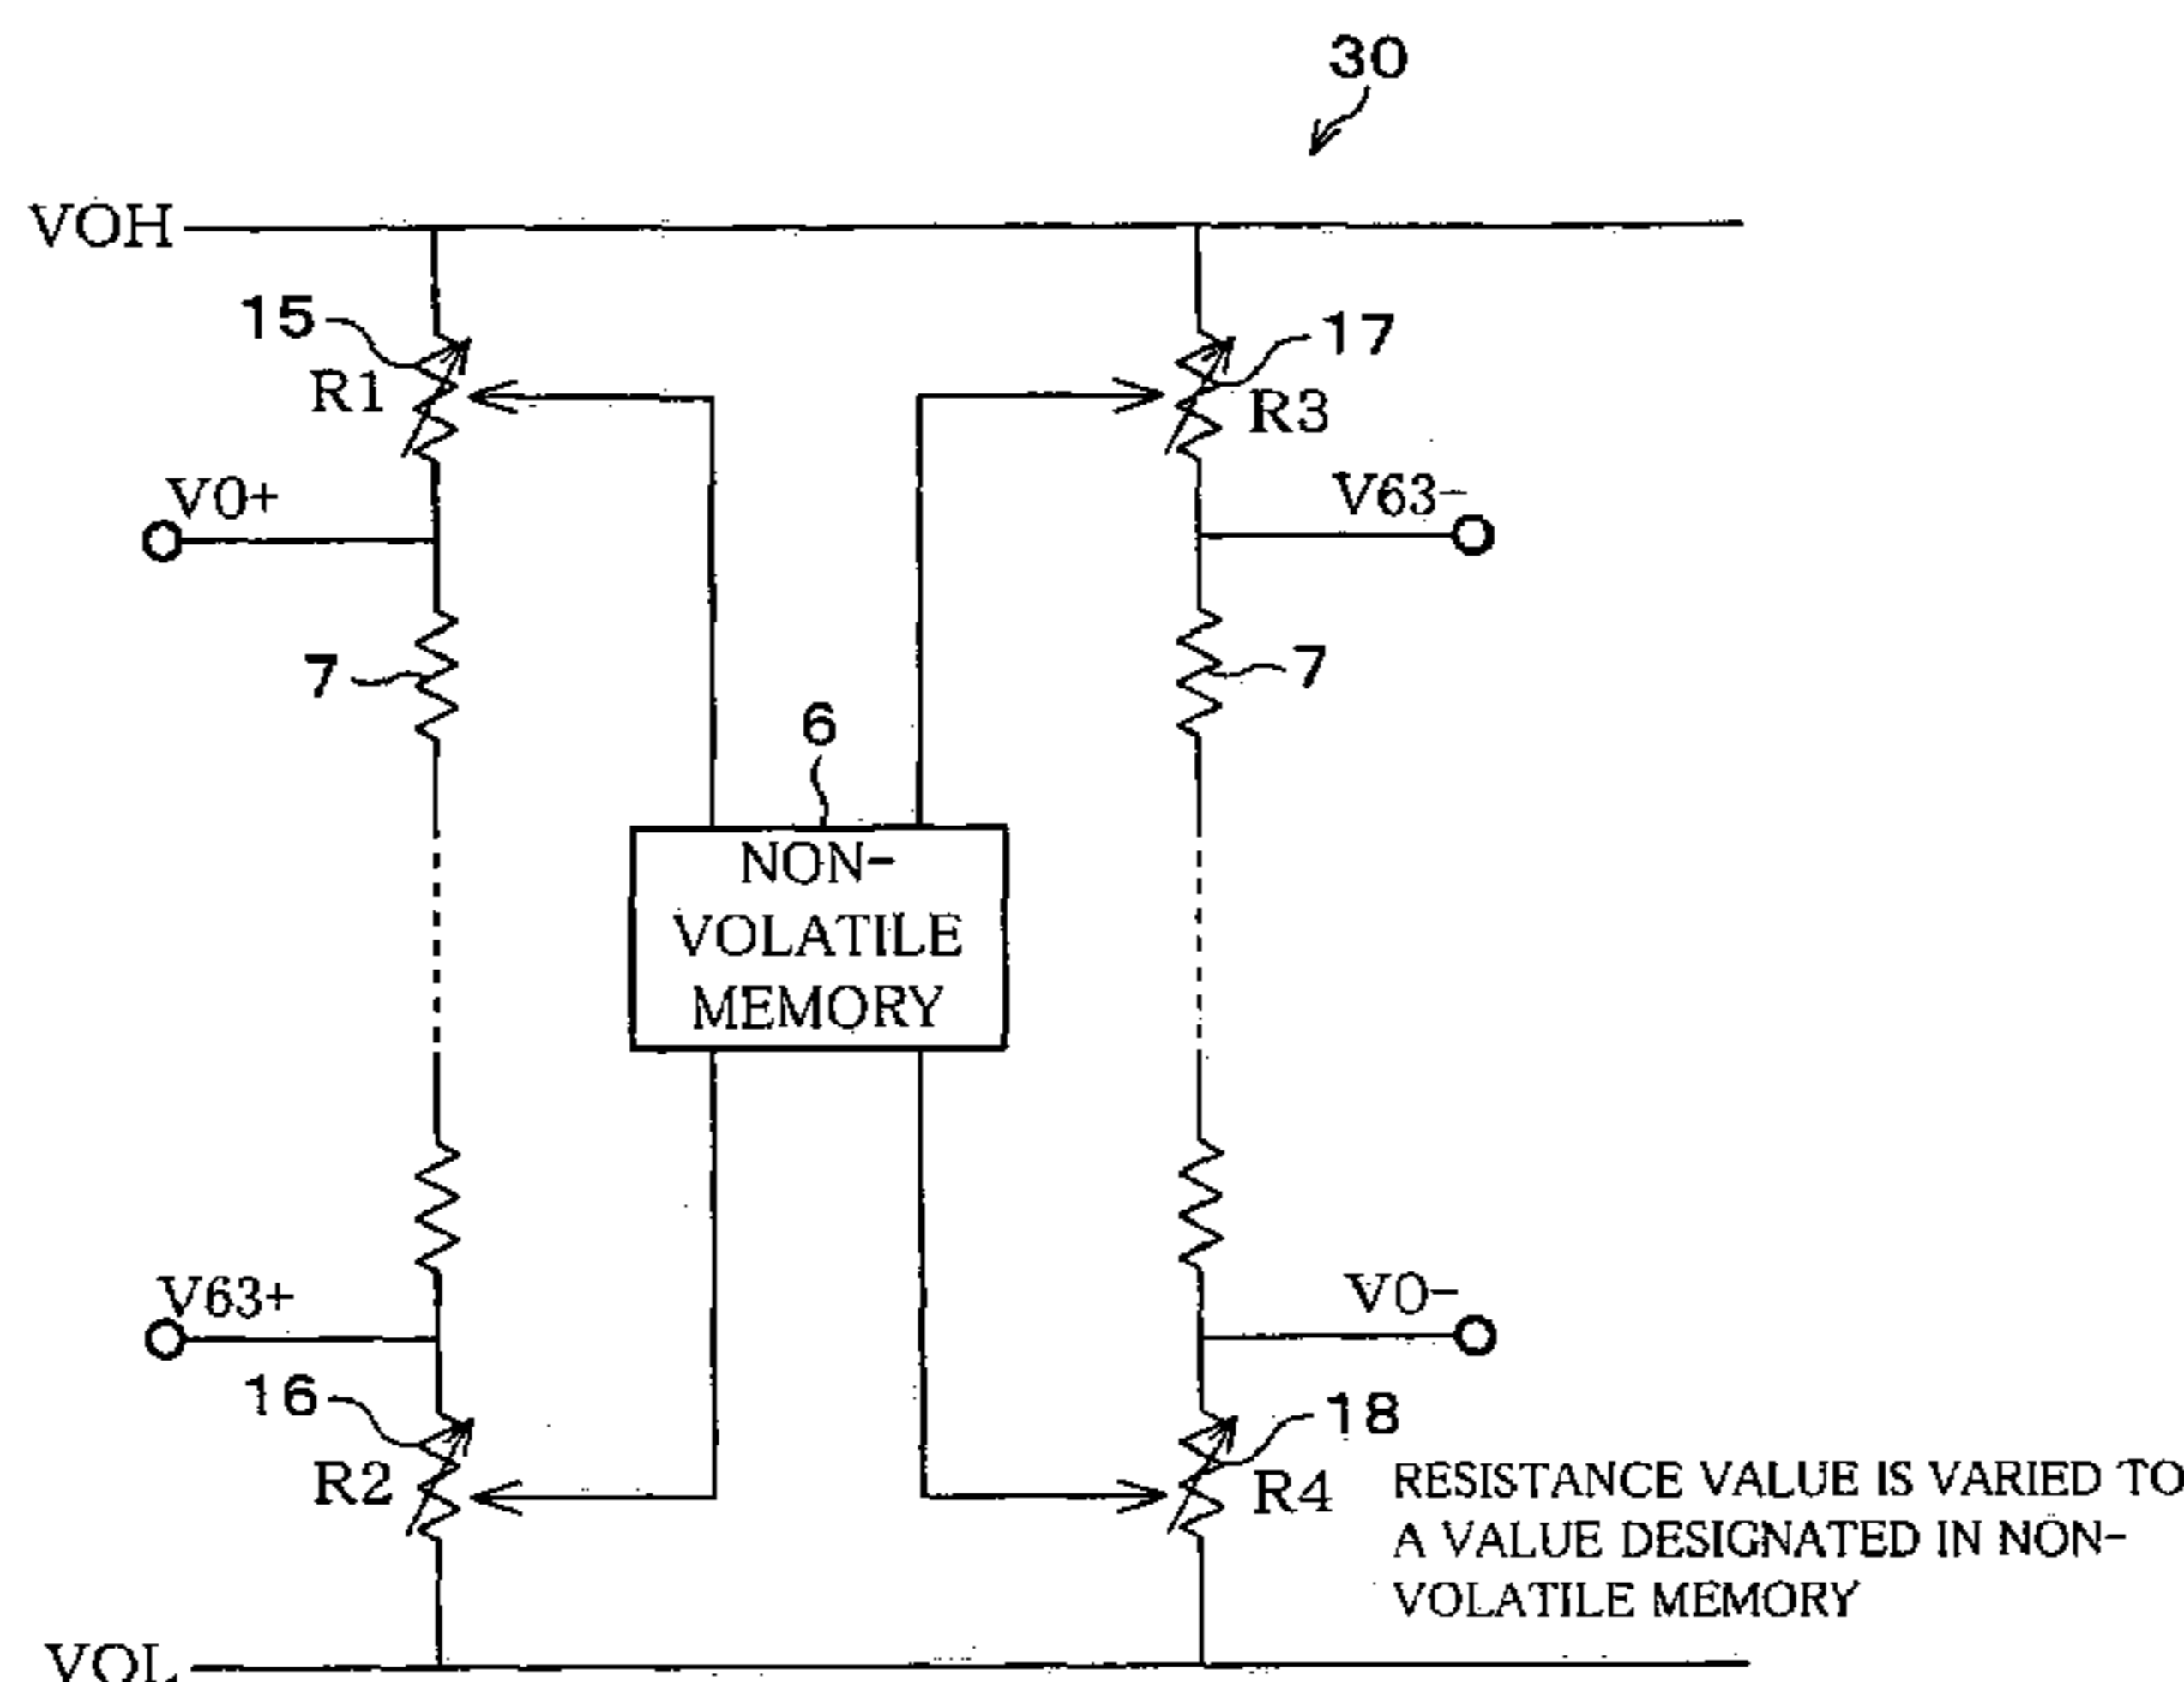 30
VOH
15
17
R1
R3
V0+
V63-
7
7
6
NON-
VOLATILE
MEMORY
V63+
V0-
16
18
R2
R4
RESISTANCE VALUE IS VARIED TO
A VALUE DESIGNATED IN NON-
VOLATILE MEMORY
VOL